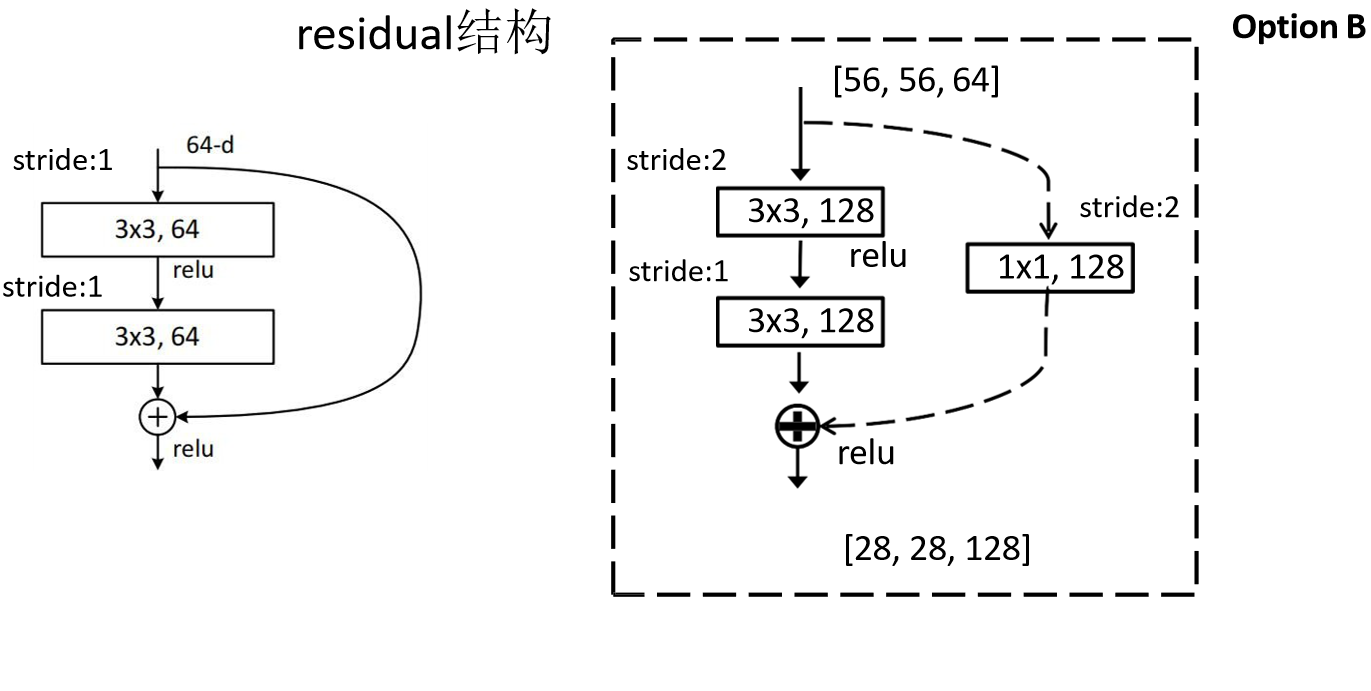 residual结构
Option B
64-d
stride:1
3x3, 64
relu
stride:1
3x3, 64
relu
[56, 56, 64]
stride:2
3x3, 128
relu
stride:1
3x3, 128
stride:2
1x1, 128
relu
[28, 28, 128]